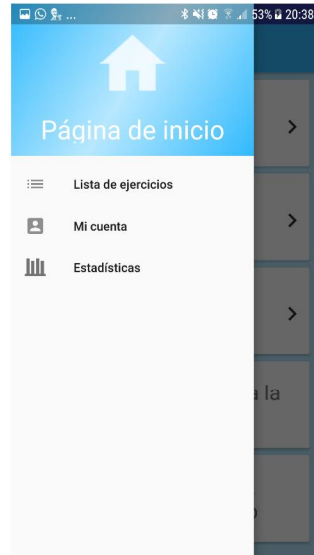 ... 53% 20:38
Página de inicio
Lista de ejercicios
Mi cuenta
Estadísticas
a la